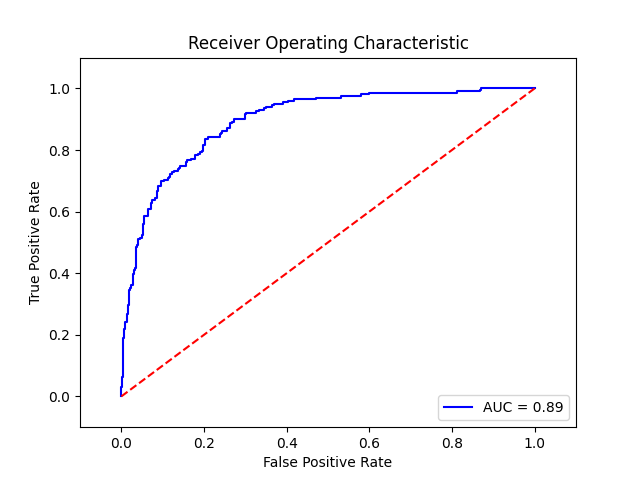 Receiver Operating Characteristic
True Positive Rate
1.0
0.8
0.6
0.4
0.2
0.0
0.0 0.2 0.4 0.6 0.8 1.0
False Positive Rate
AUC = 0.89